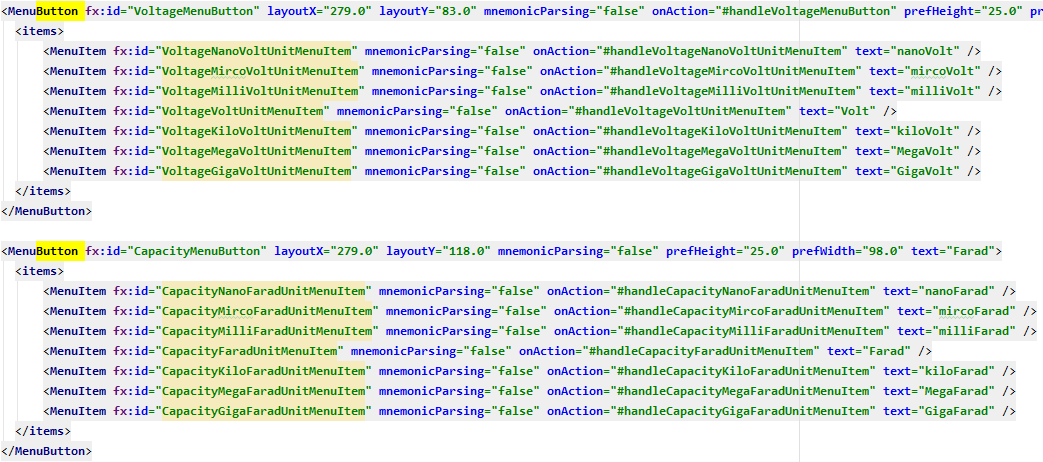 <MenuButton fx:id="VoltageMenuButton" layoutX="279.0" layoutY="83.0" mnemonicParsing="false" onAction="#handleVoltageMenuButton" prefHeight="25.0" pr
<items>
<MenuItem fx:id="VoltageNanoVoltUnitMenuItem" mnemonicParsing="false" onAction="#handleVoltageNanoVoltUnitMenuItem" text="nanoVolt" />
<MenuItem fx:id="VoltageMircoVoltUnitMenuItem" mnemonicParsing="false" onAction="#handleVoltageMircoVoltUnitMenuItem" text="mircoVolt" />
<MenuItem fx:id="VoltageMilliVoltUnitMenuItem" mnemonicParsing="false" onAction="#handleVoltageMilliVoltUnitMenuItem" text="milliVolt" />
<MenuItem fx:id="VoltageVoltUnitMenuItem" mnemonicParsing="false" onAction="#handleVoltageVoltUnitMenuItem" text="Volt" />
<MenuItem fx:id="VoltageKiloVoltUnitMenuItem" mnemonicParsing="false" onAction="#handleVoltageKiloVoltUnitMenuItem" text="kiloVolt" />
<MenuItem fx:id="VoltageMegaVoltUnitMenuItem" mnemonicParsing="false" onAction="#handleVoltageMegaVoltUnitMenuItem" text="MegaVolt" />
<MenuItem fx:id="VoltageGigaVoltUnitMenuItem" mnemonicParsing="false" onAction="#handleVoltageGigaVoltUnitMenuItem" text="GigaVolt" />
</items>
</MenuButton>
<MenuButton fx:id="CapacityMenuButton" layoutX="279.0" layoutY="118.0" mnemonicParsing="false" prefHeight="25.0" prefWidth="98.0" text="Farad">
<items>
<MenuItem fx:id="CapacityNanoFaradUnitMenuItem" mnemonicParsing="false" onAction="#handleCapacityNanoFaradUnitMenuItem" text="nanoFarad" />
<MenuItem fx:id="CapacityMircoFaradUnitMenuItem" mnemonicParsing="false" onAction="#handleCapacityMircoFaradUnitMenuItem" text="mircoFarad" />
<MenuItem fx:id="CapacityMilliFaradUnitMenuItem" mnemonicParsing="false" onAction="#handleCapacityMilliFaradUnitMenuItem" text="milliFarad" />
<MenuItem fx:id="CapacityFaradUnitMenuItem" mnemonicParsing="false" onAction="#handleCapacityFaradUnitMenuItem" text="Farad" />
<MenuItem fx:id="CapacityKiloFaradUnitMenuItem" mnemonicParsing="false" onAction="#handleCapacityKiloFaradUnitMenuItem" text="kiloFarad" />
<MenuItem fx:id="CapacityMegaFaradUnitMenuItem" mnemonicParsing="false" onAction="#handleCapacityMegaFaradUnitMenuItem" text="MegaFarad" />
<MenuItem fx:id="CapacityGigaFaradUnitMenuItem" mnemonicParsing="false" onAction="#handleCapacityGigaFaradUnitMenuItem" text="GigaFarad" />
</items>
</MenuButton>